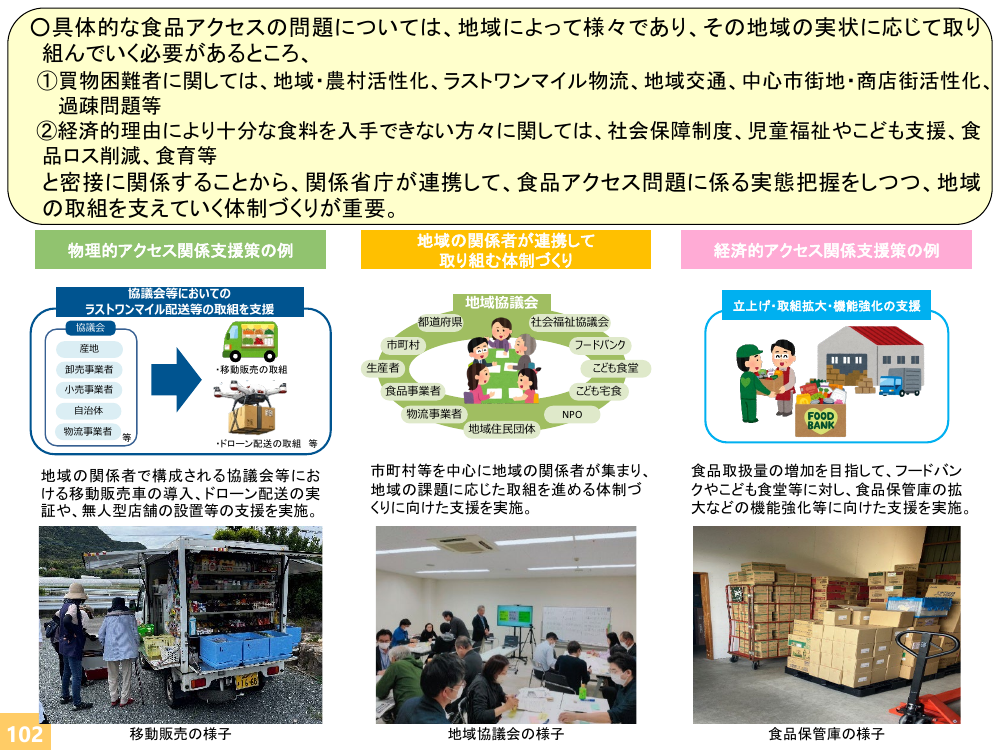 〇具体的な食品アクセスの問題については、地域によって様々であり、その地域の実状に応じて取り
組んでいく必要があるところ、
①買物困難者に関しては、地域・農村活性化、ラストワンマイル物流、地域交通、中心市街地・商店街活性化、
過疎問題等
②経済的理由により十分な食料を入手できない方々に関しては、社会保障制度、児童福祉やこども支援、食
品ロス削減、食育等
と密接に関係することから、関係省庁が連携して、食品アクセス問題に係る実態把握をしつつ、地域
の取組を支えていく体制づくりが重要。
物理的アクセス関係支援策の例
協議会等においての
ラストワンマイル配送等の取組を支援
協議会
産地
卸売事業者
小売事業者
自治体
物流事業者
等
・移動販売の取組
・ドローン配送の取組 等
地域の関係者で構成される協議会等にお
ける移動販売車の導入、ドローン配送の実
証や、無人型店舗の設置等の支援を実施。
移動販売の様子
地域の関係者が連携して
取り組む体制づくり
地域協議会
都道府県
社会福祉協議会
市町村
フードバンク
生産者
こども食堂
食品事業者
こども宅食
物流事業者
NPO
地域住民団体
市町村等を中心に地域の関係者が集まり、
地域の課題に応じた取組を進める体制づ
くりに向けた支援を実施。
地域協議会の様子
経済的アクセス関係支援策の例
立上げ・取組拡大・機能強化の支援
FOOD
BANK
食品取扱量の増加を目指して、フードバン
クやこども食堂等に対し、食品保管庫の拡
大などの機能強化等に向けた支援を実施。
食品保管庫の様子
102